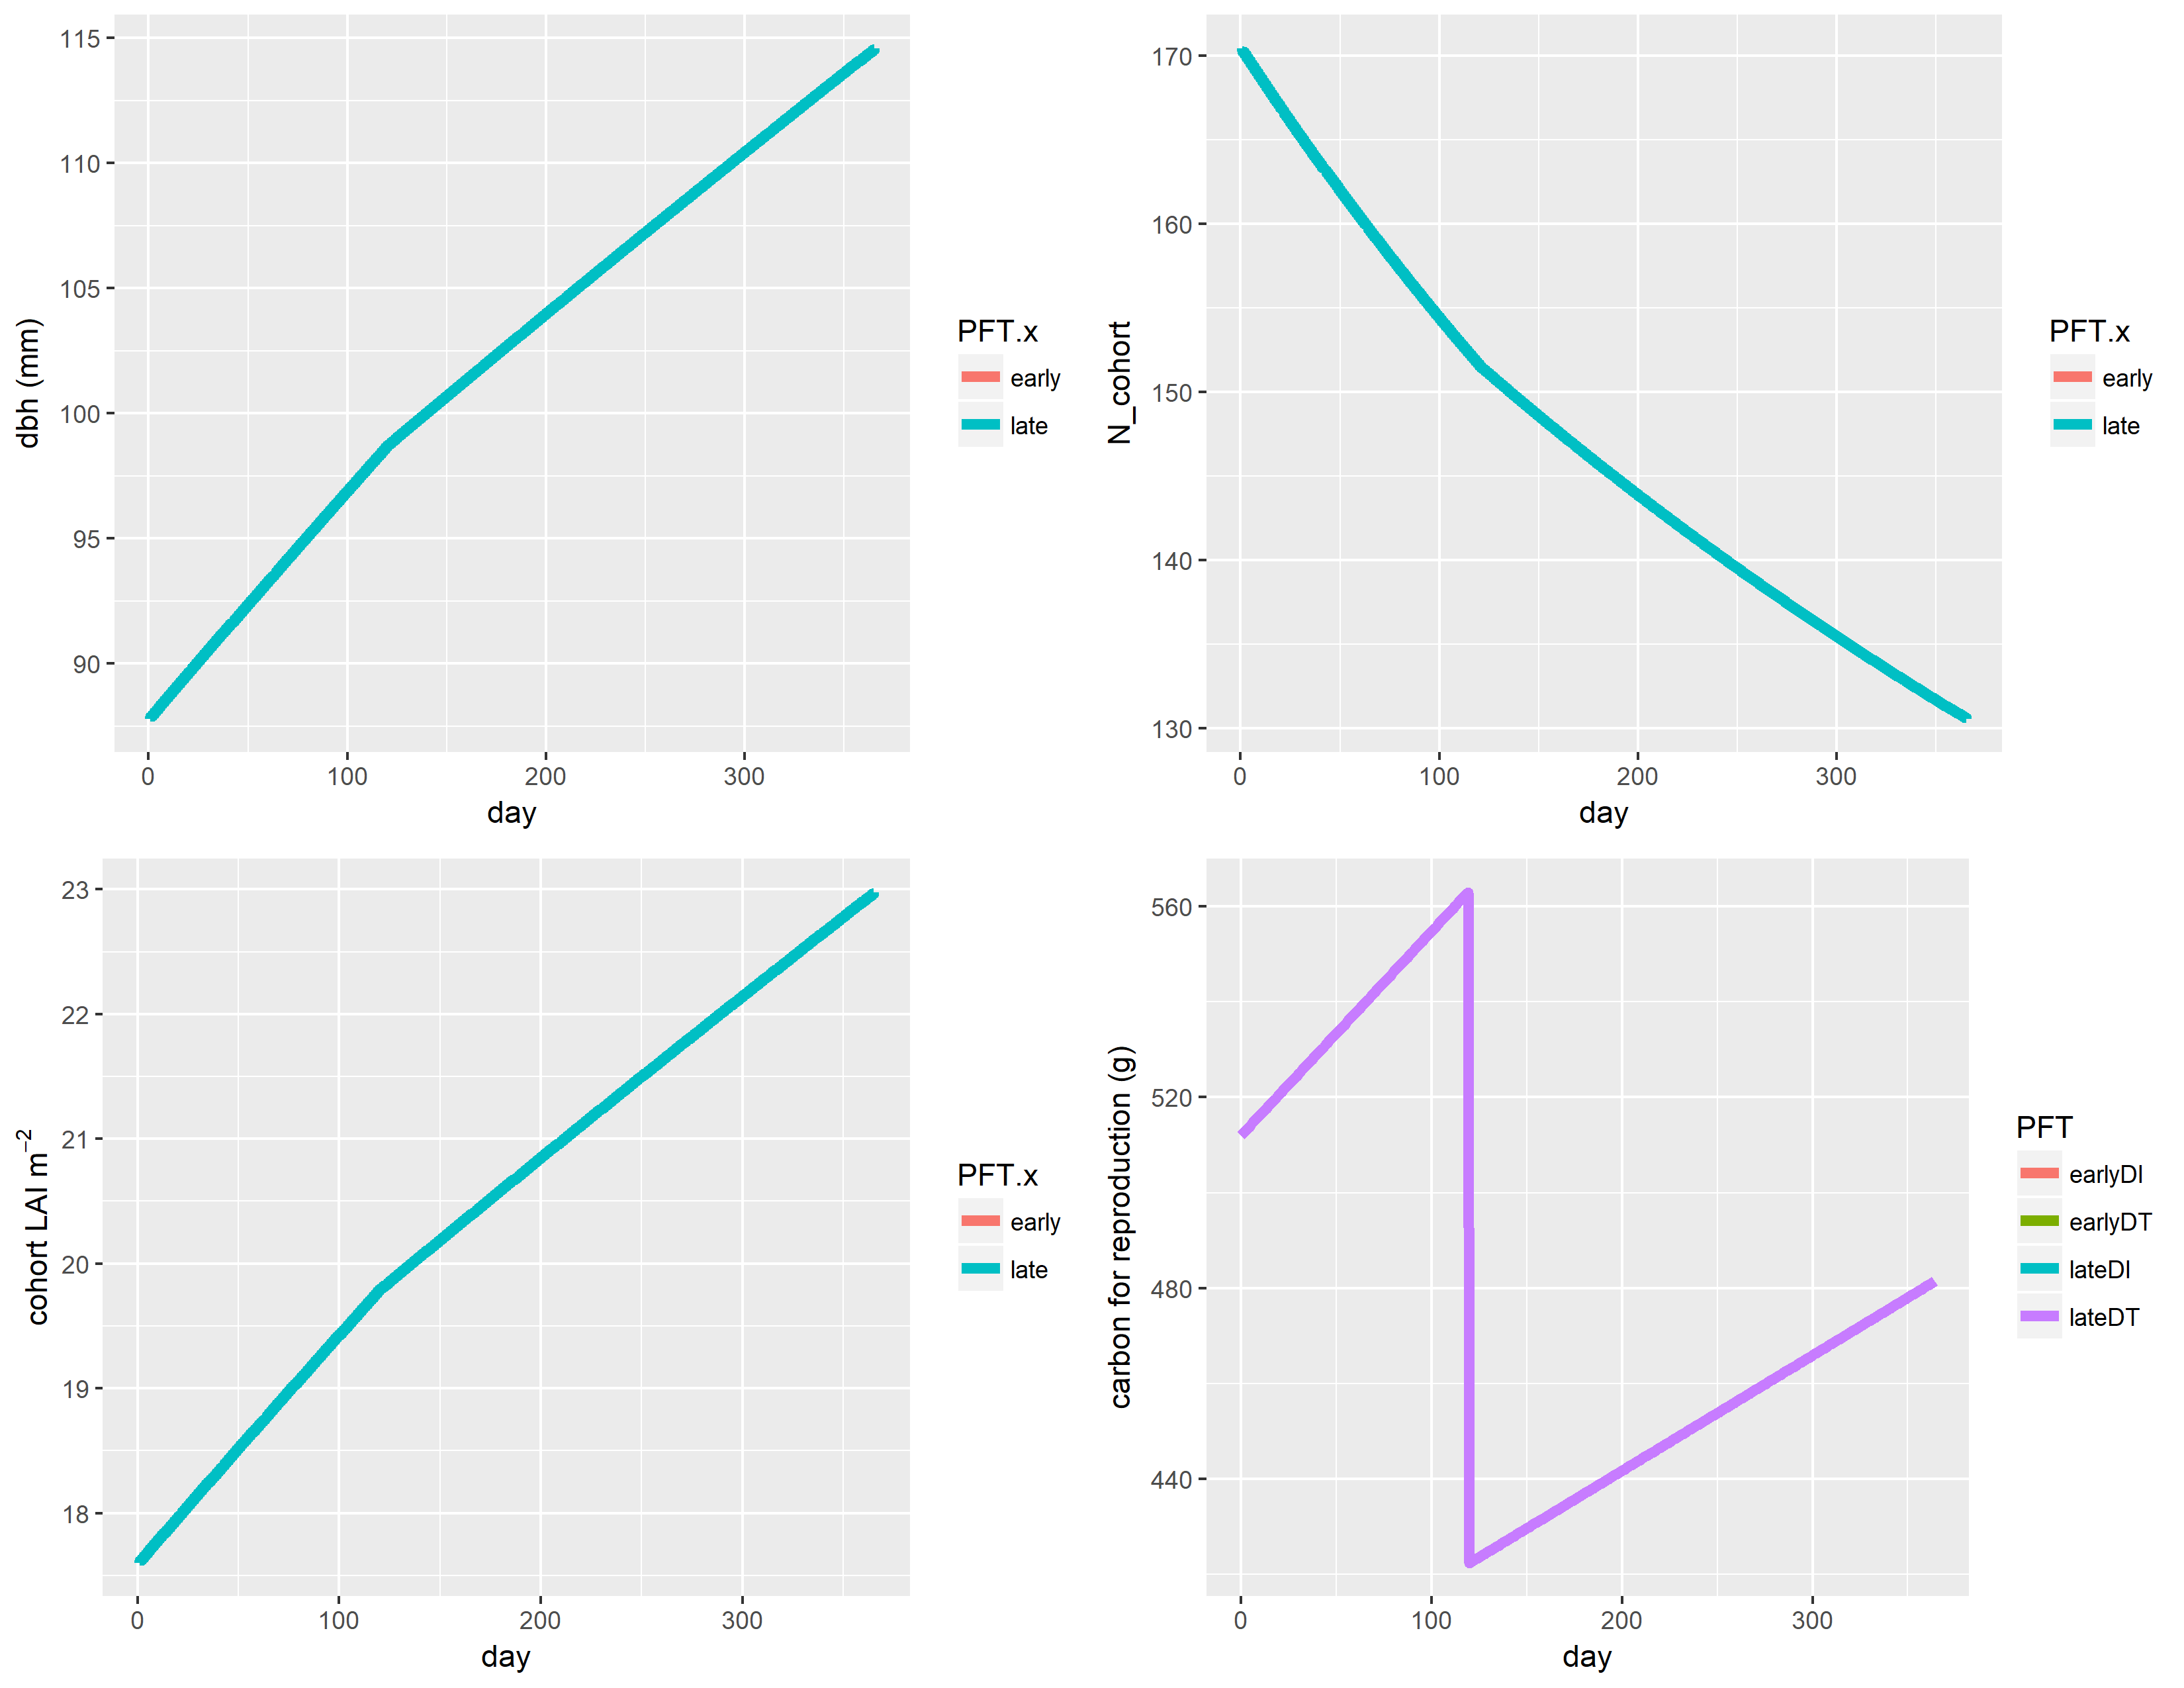 dbh (mm)
115
110
105
100
95
90
0 100 200 300
day
PFT.x
early
late
N_cohort
170
160
150
140
130
0 100 200 300
day
PFT.x
early
late
cohort LAI m⁻²
23
22
21
20
19
18
0 100 200 300
day
PFT.x
early
late
carbon for reproduction (g)
560
520
480
440
0 100 200 300
day
PFT
earlyDI
earlyDT
lateDI
lateDT